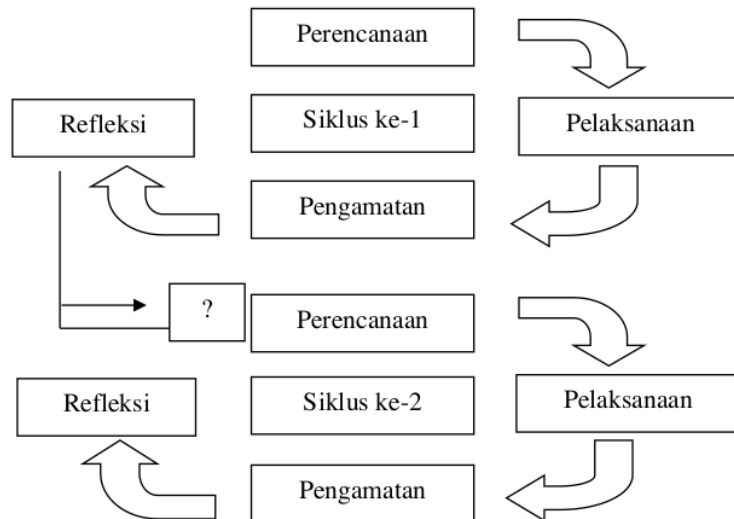 Perencanaan
Refleksi
Siklus ke-1
Pelaksanaan
Pengamatan
?
Perencanaan
Refleksi
Siklus ke-2
Pelaksanaan
Pengamatan